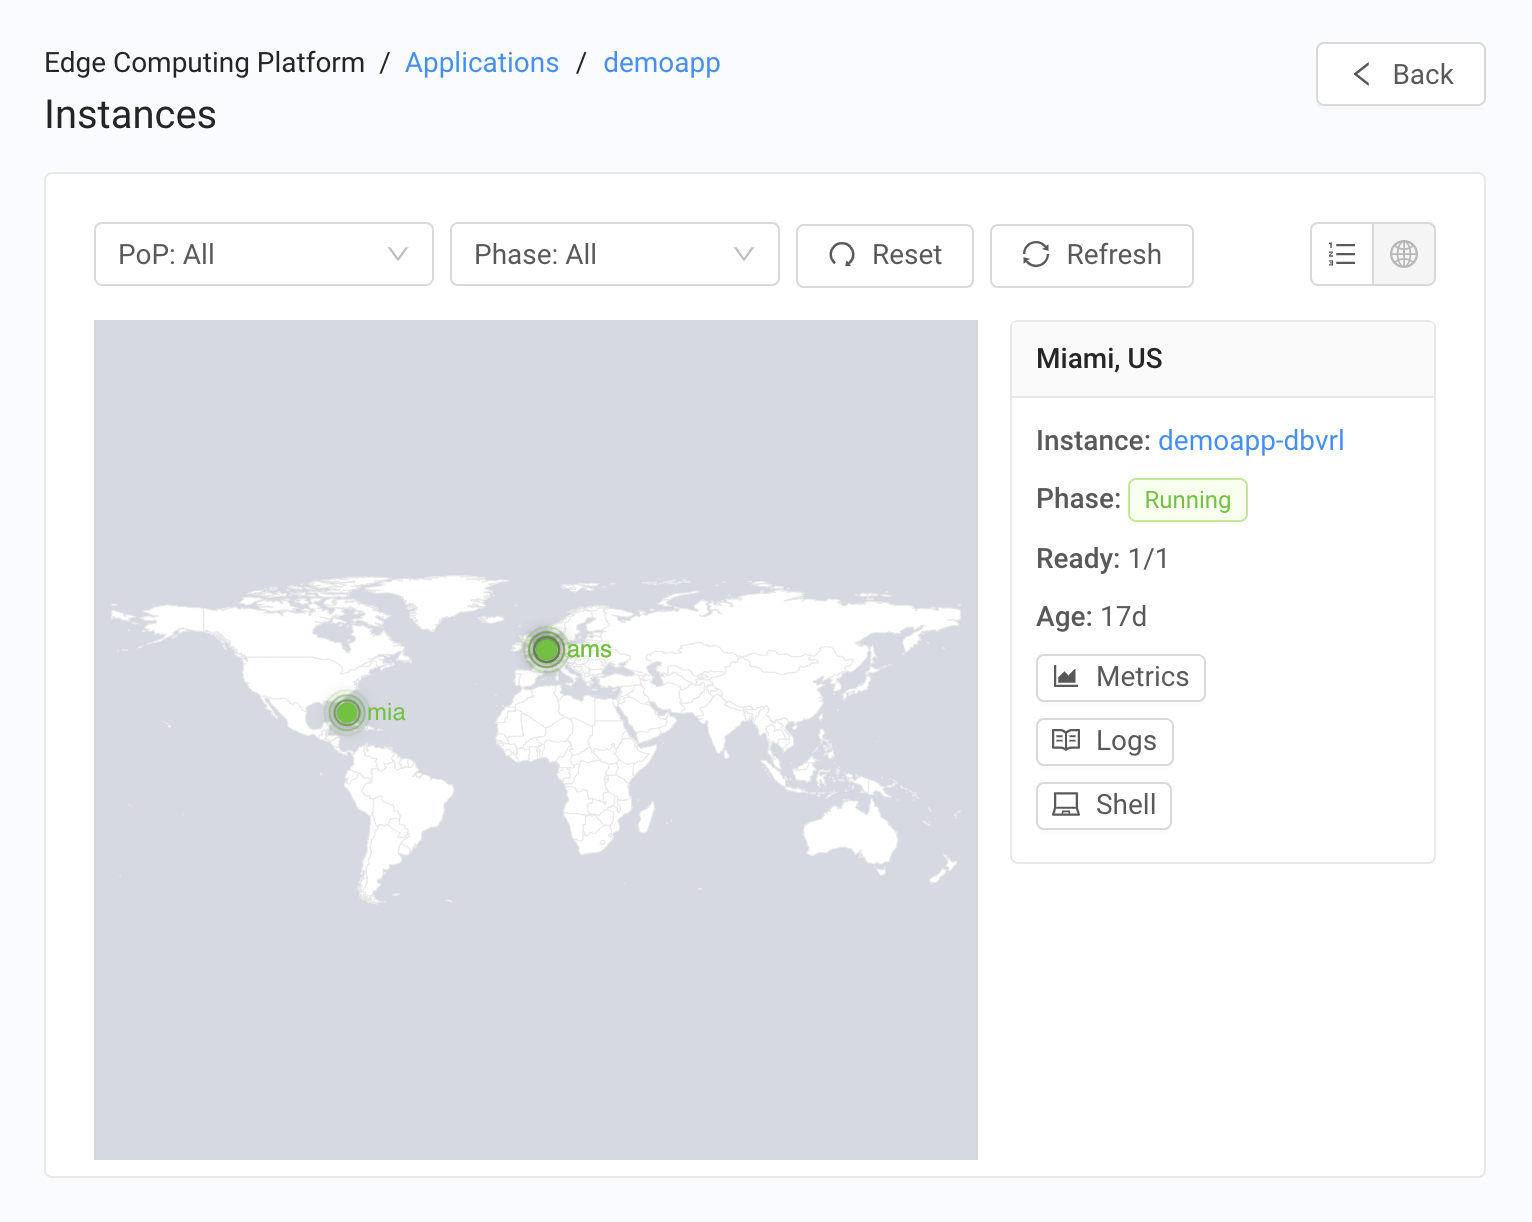 Edge Computing Platform / Applications / demoapp
Back
Instances
PoP: All
Phase: All
Reset
Refresh
Miami, US
Instance: demoapp-dbvrl
Phase: Running
Ready: 1/1
Age: 17d
Metrics
Logs
Shell
ams
mia